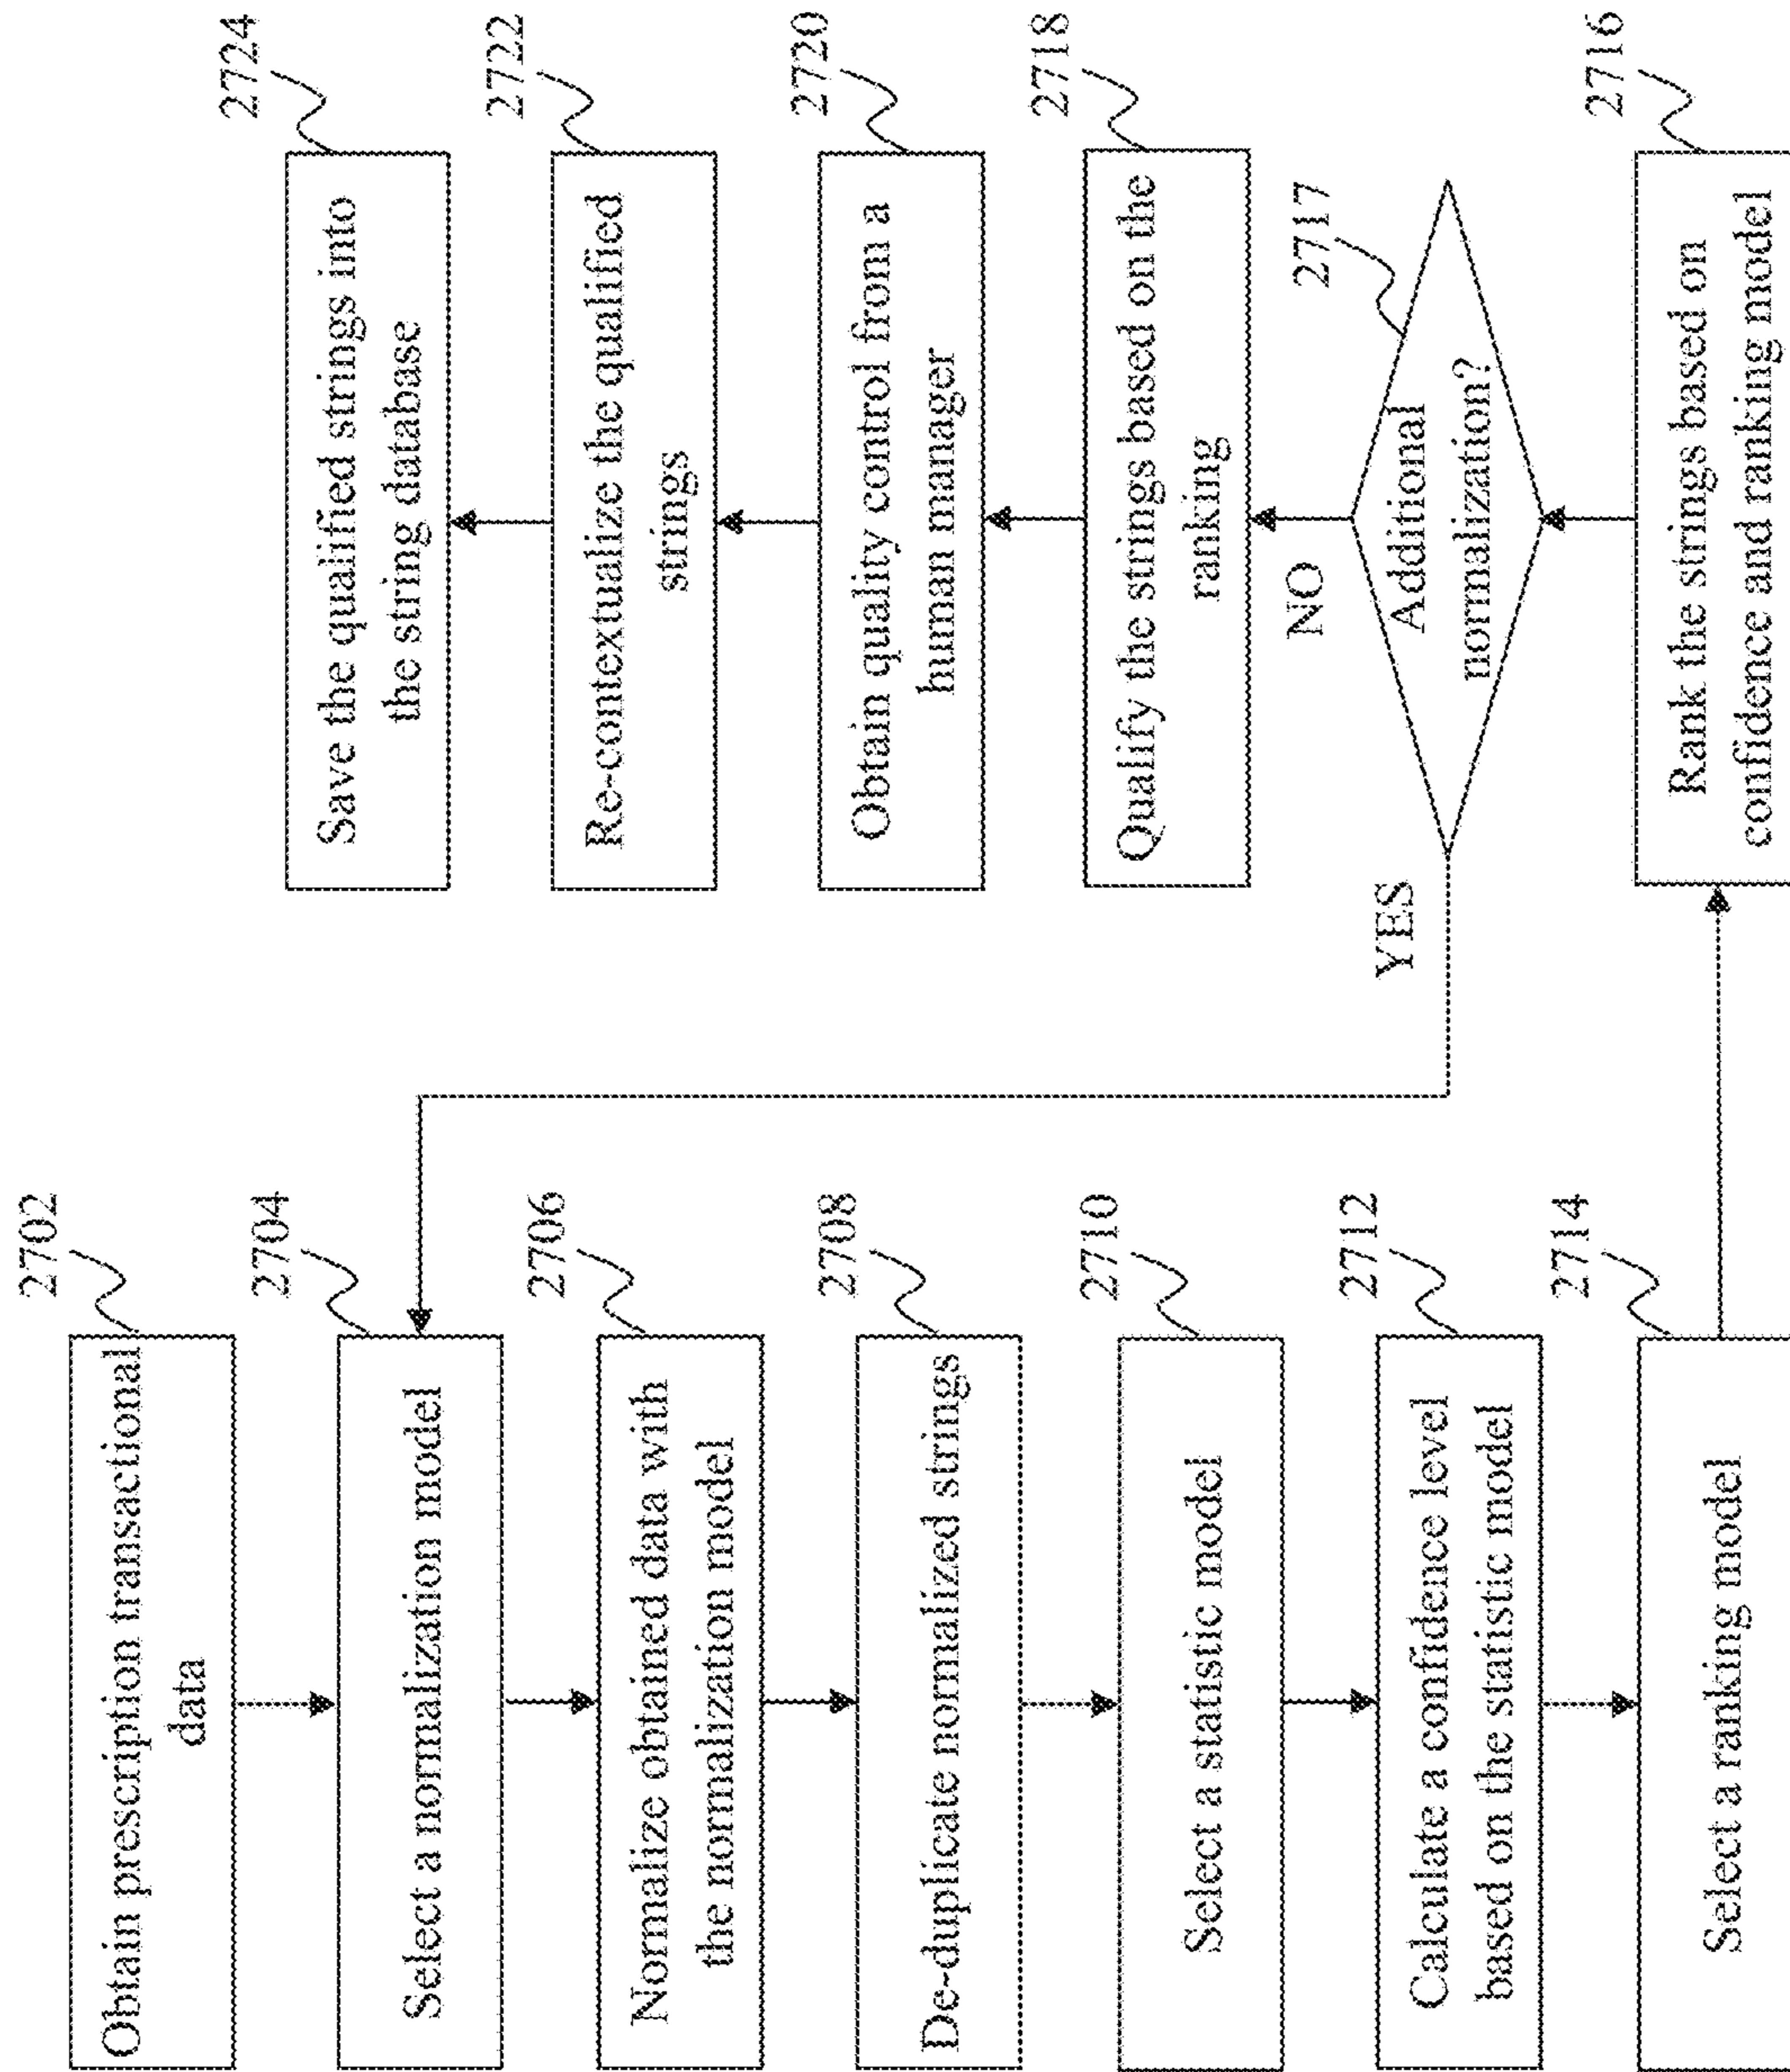 2702
Obtain prescription transactional
data
2704
Select a normalization model
2706
Normalize obtained data with
the normalization model
2708
De-duplicate normalized strings
2710
Select a statistic model
2712
Calculate a confidence level
based on the statistic model
2714
Select a ranking model
2724
Save the qualified strings into
the string database
2722
Re-contextualize the qualified
strings
2720
Obtain quality control from a
human manager
2718
Qualify the strings based on the
ranking
NO
2717
Additional
normalization?
YES
2716
Rank the strings based on
confidence and ranking model